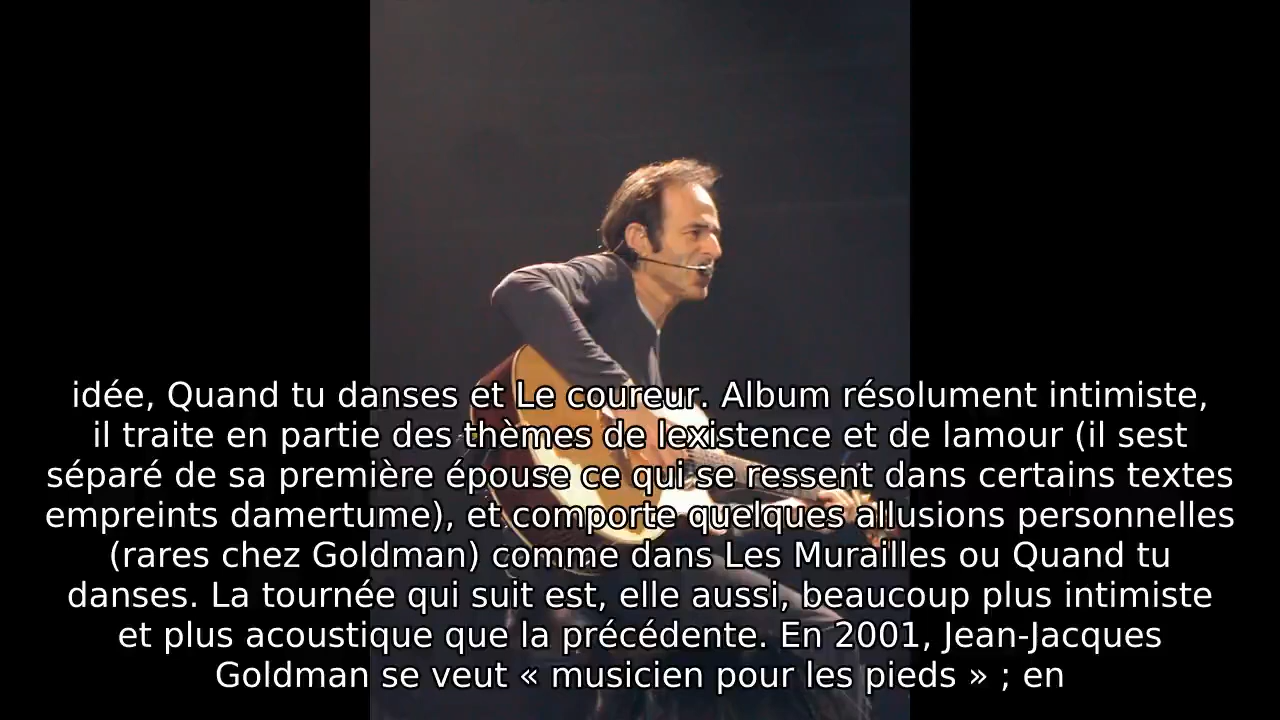 idée, Quand tu danses et Le coureur. Album résolument intimiste,
il traite en partie des thèmes de lexistence et de lamour (il sest
séparé de sa première épouse ce qui se ressent dans certains textes
empreints damertume), et comporte quelques allusions personnelles
(rares chez Goldman) comme dans Les Murailles ou Quand tu
danses. La tournée qui suit est, elle aussi, beaucoup plus intimiste
et plus acoustique que la précédente. En 2001, Jean-Jacques
Goldman se veut « musicien pour les pieds » ; en